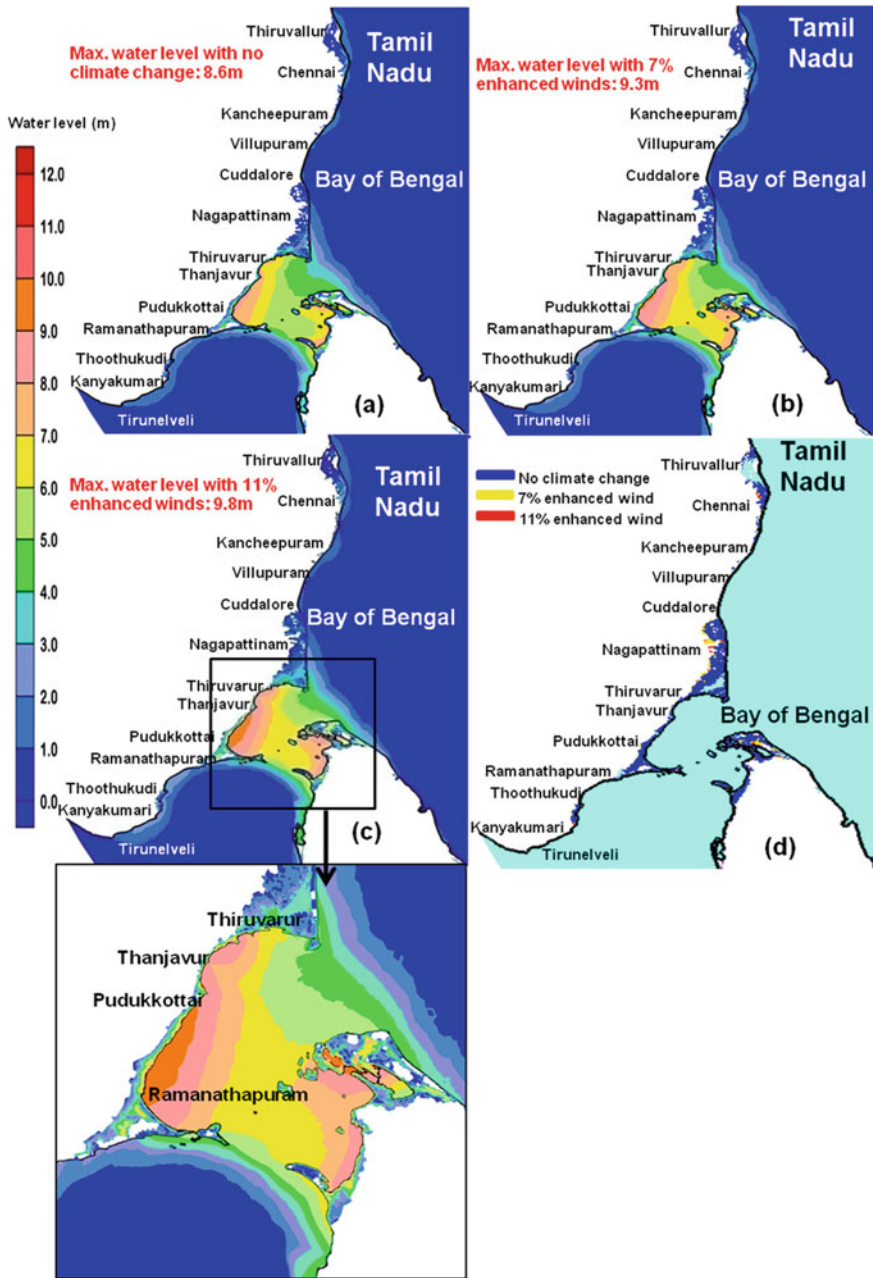 Thiruvallur
Tamil
Nadu
Max. water level with no
climate change: 8.6m
Chennai
Kancheepuram
Villupuram
Cuddalore
Bay of Bengal
Nagapattinam
Thiruvarur
Thanjavur
Pudukkottai
Ramanathapuram
Thoothukudi
Kanyakumari
Tirunelveli
(a)
Water level (m)
12.0
11.0
10.0
9.0
8.0
7.0
6.0
5.0
4.0
3.0
2.0
1.0
0.0
Thiruvallur
Tamil
Nadu
Max. water level with 7%
enhanced winds: 9.3m
Chennai
Kancheepuram
Villupuram
Cuddalore
Bay of Bengal
Nagapattinam
Thiruvarur
Thanjavur
Pudukkottai
Ramanathapuram
Thoothukudi
Kanyakumari
Tirunelveli
(b)
Thiruvallur
Tamil
Nadu
Max. water level with 11%
enhanced winds: 9.8m
Chennai
Kancheepuram
Villupuram
Cuddalore
Bay of Bengal
Nagapattinam
Thiruvarur
Thanjavur
Pudukkottai
Ramanathapuram
Thoothukudi
Kanyakumari
Tirunelveli
(c)
Tamil
Nadu
No climate change
7% enhanced wind
11% enhanced wind
Thiruvallur
Chennai
Kancheepuram
Villupuram
Cuddalore
Nagapattinam
Thiruvarur
Thanjavur
Bay of Bengal
Pudukkottai
Ramanathapuram
Thoothukudi
Kanyakumari
Tirunelveli
(d)
Thiruvarur
Thanjavur
Pudukkottai
Ramanathapuram